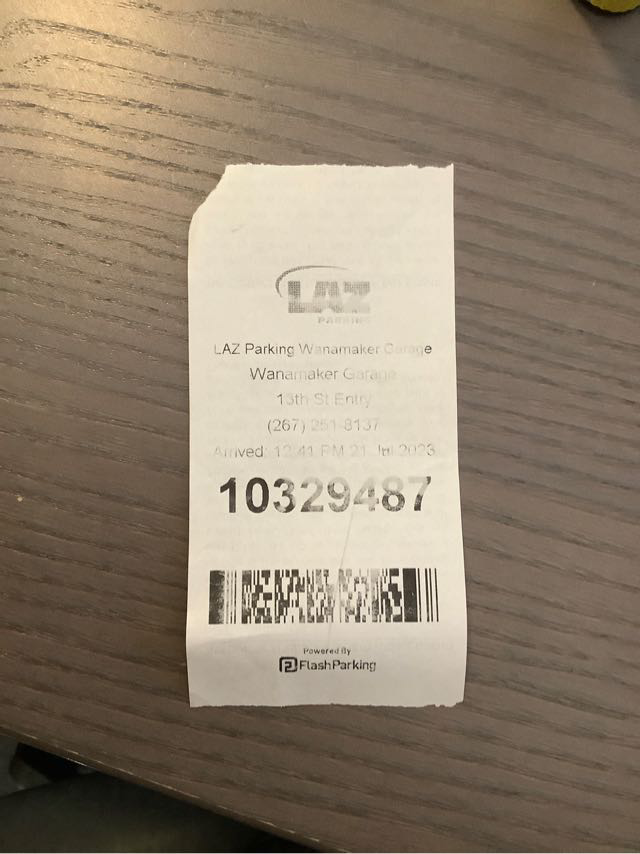 LAZ
PARKING
LAZ Parking Wanamaker Garage
Wanamaker Garage
13th St Entry
(267) 251-8137
Arrived: 12:41 PM 21 Jul 2023
10329487
Powered By
FlashParking